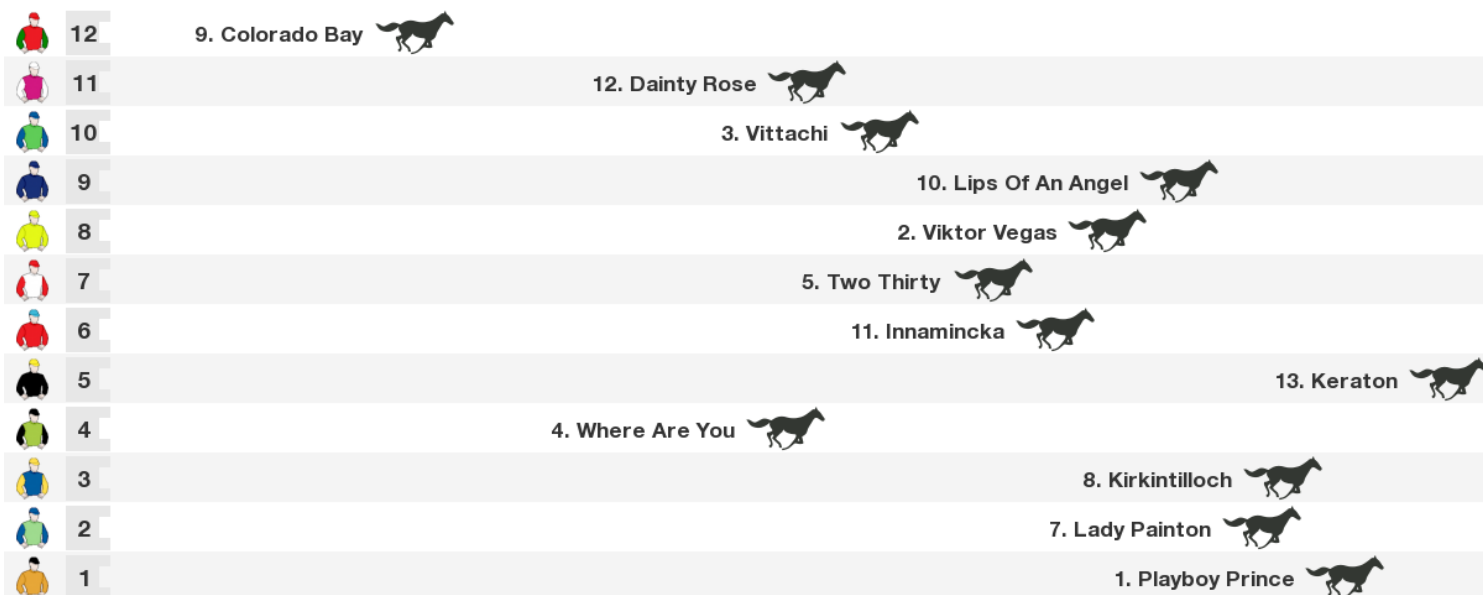 12 9. Colorado Bay
11 12. Dainty Rose
10 3. Vittachi
9 10. Lips Of An Angel
8 2. Viktor Vegas
7 5. Two Thirty
6 11. Innamincka
5 13. Keraton
4 4. Where Are You
3 8. Kirkintilloch
2 7. Lady Painton
1 1. Playboy Prince